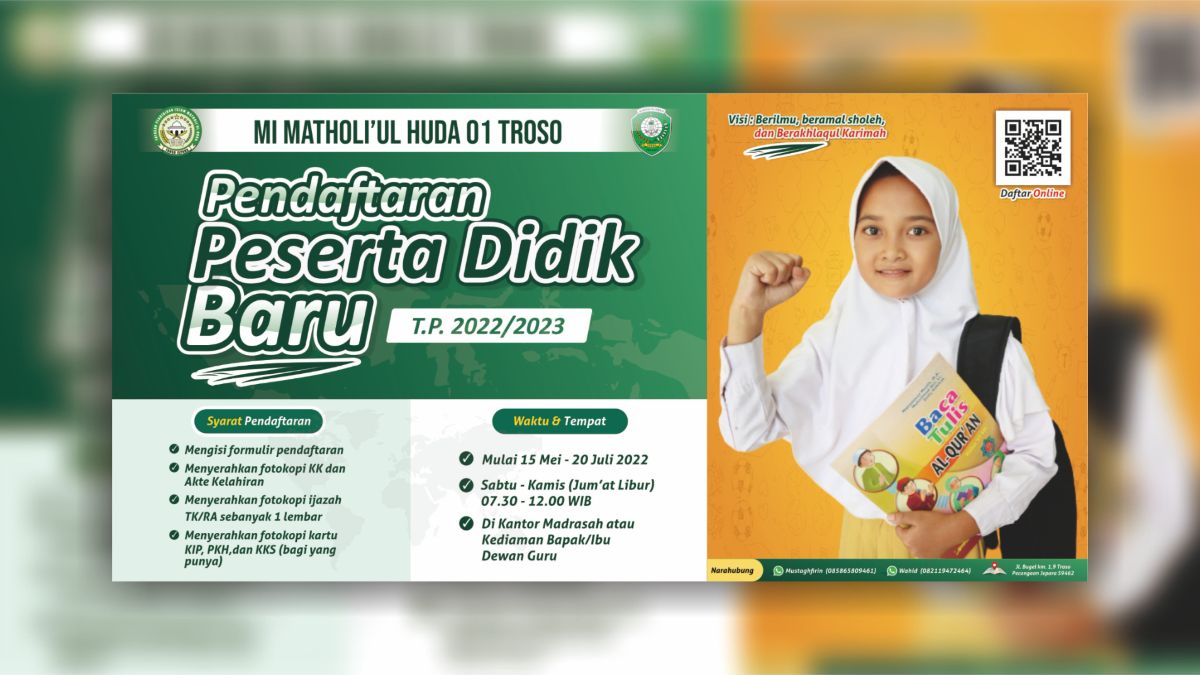 MI MATHOLI'UL HUDA 01 TROSO
Pendaftaran
Peserta Didik
Baru
T.P. 2022/2023
Syarat Pendaftaran
Mengisi formulir pendaftaran
Menyerahkan fotokopi KK dan
Akte Kelahiran
Menyerahkan fotokopi ijazah
TK/RA sebanyak 1 lembar
Menyerahkan fotokopi kartu
KIP, PKH,dan KKS (bagi yang
punya)
Waktu & Tempat
Mulai 15 Mei - 20 Juli 2022
Sabtu - Kamis (Jum'at Libur)
07.30 - 12.00 WIB
Di Kantor Madrasah atau
Kediaman Bapak/Ibu
Dewan Guru
Visi : Berilmu, beramal sholeh,
dan Berakhlaqul Karimah
Daftar Online
Baca
Tulis
AL-QUR'AN
Narahubung
Mustaghfirin (085865809461)
Wahid (082119472464)
Jl. Bugel km. 1,9 Troso
Pecangaan Jepara 59462